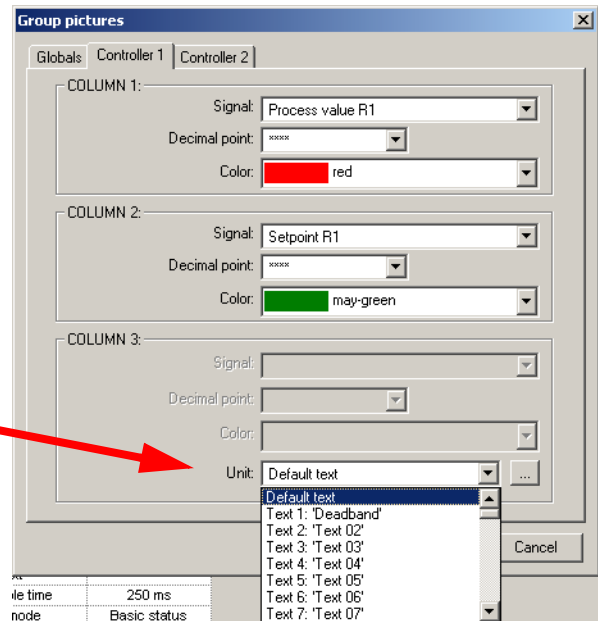 Group pictures
Globals Controller 1 Controller 2
COLUMN 1:
Signal: Process value R1
Decimal point: ****
Color: red
COLUMN 2:
Signal: Setpoint R1
Decimal point: ****
Color: may-green
COLUMN 3:
Signal:
Decimal point:
Color:
Unit: Default text ...
Default text
Text 1: 'Deadband'
Text 2: 'Text 02'
Text 3: 'Text 03'
Text 4: 'Text 04'
Cancel
Text 5: 'Text 05'
le time 250 ms
Text 6: 'Text 06'
node Basic status
Text 7: 'Text 07'